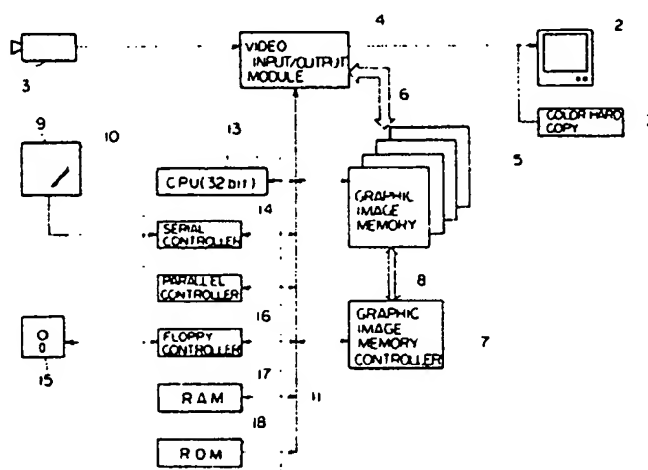 4
2
VIDEO
INPUT/OUTPUT
MODULE
3
6
COLOR HARD
COPY
9
10
13
5
CPU (32bit)
14
GRAPHIC
IMAGE
MEMORY
SERIAL
CONTROLLER
PARALLEL
CONTROLLER
8
16
GRAPHIC
IMAGE
MEMORY
CONTROLLER
7
FLOPPY
CONTROLLER
15
17
11
RAM
18
ROM